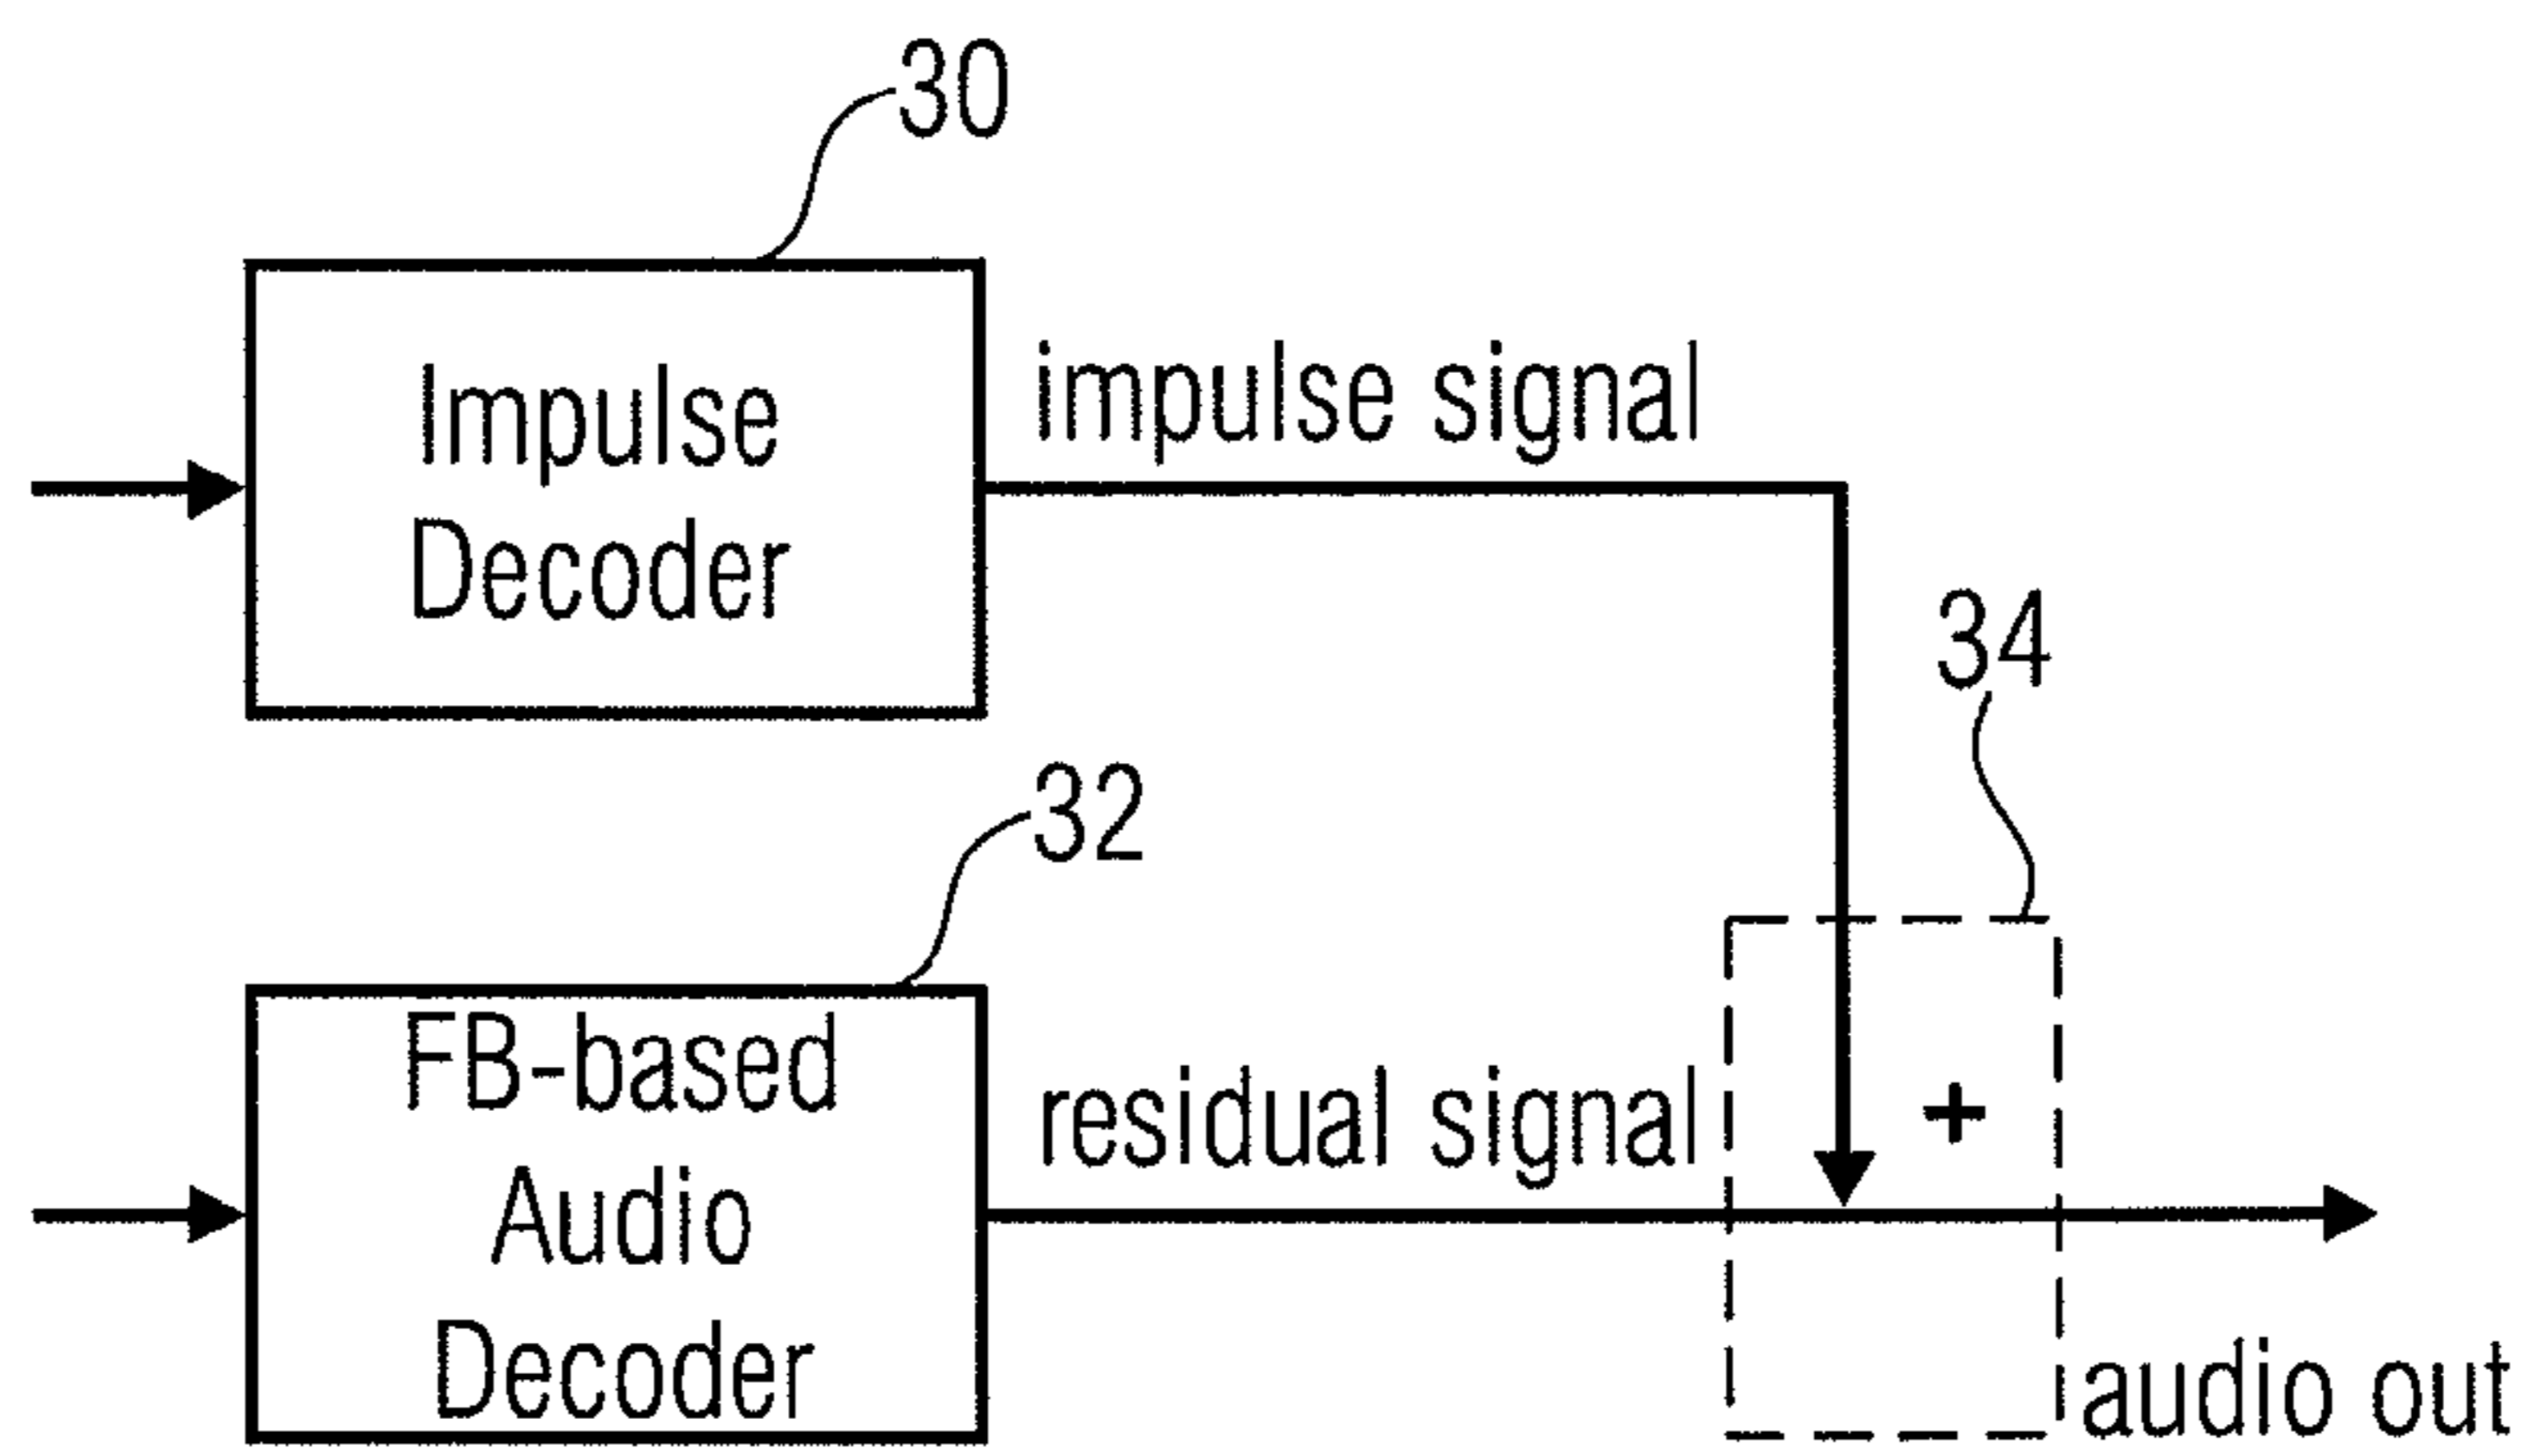 30
Impulse
Decoder
impulse signal
34
32
FB-based
Audio
Decoder
residual signal
+
audio out